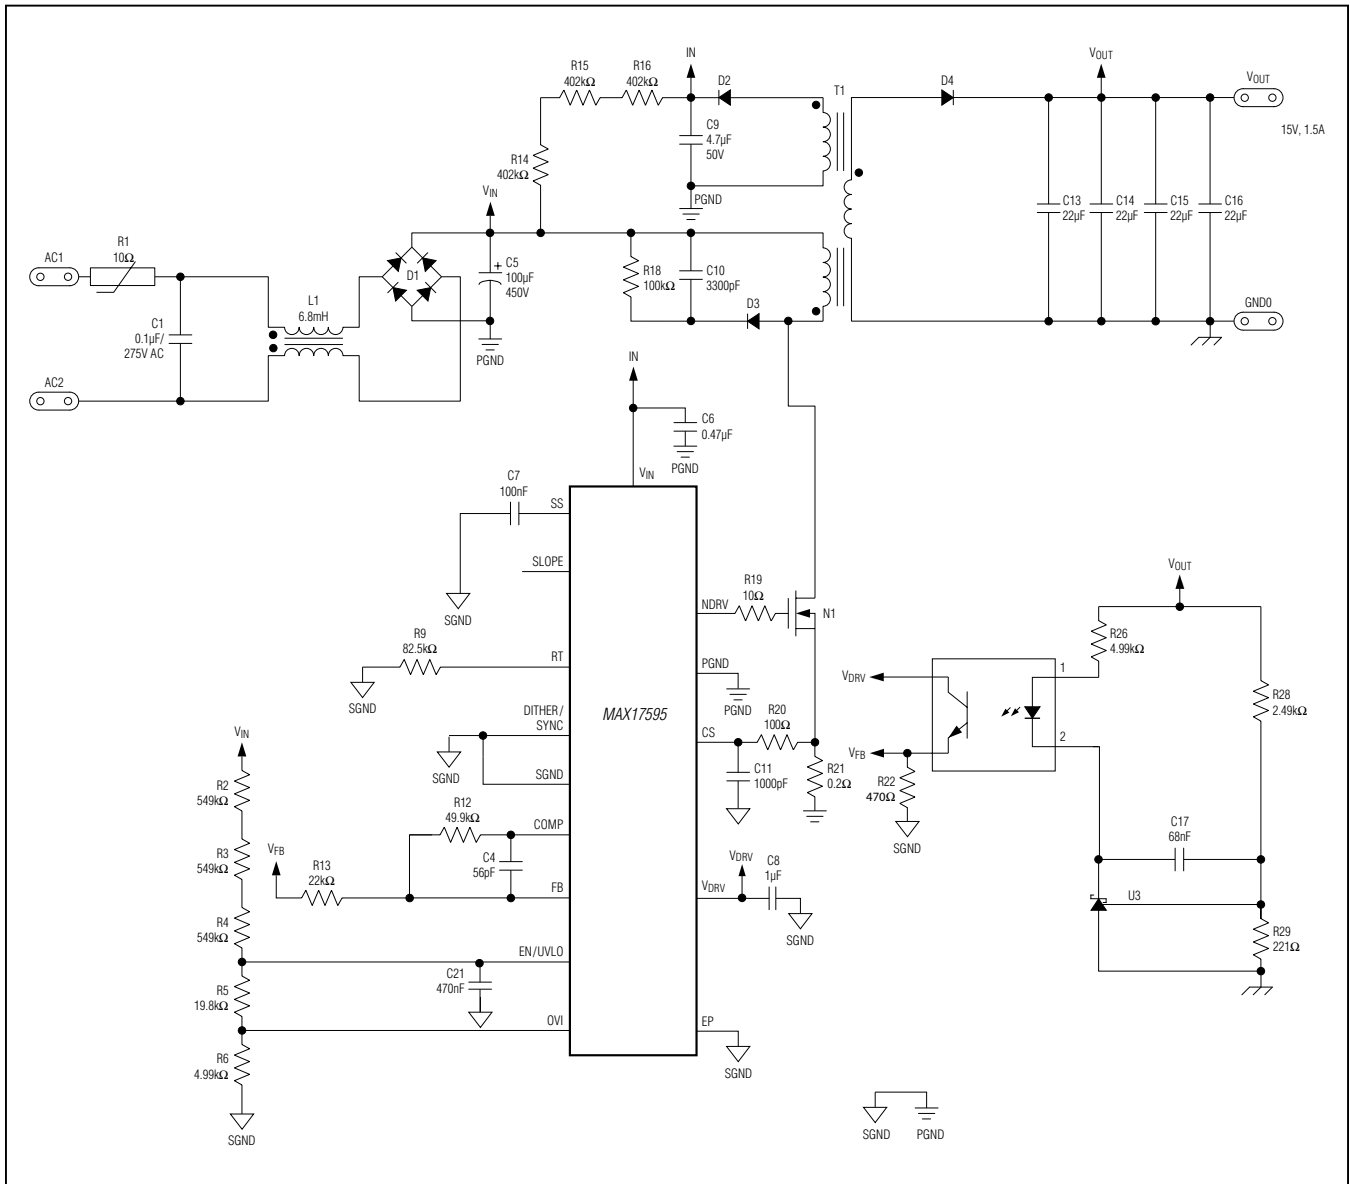 R15
402kΩ
R16
402kΩ
IN
D2
T1
D4
VOUT
VOUT
15V, 1.5A
C9
4.7µF
50V
R14
402kΩ
VIN
PGND
C13
22µF
C14
22µF
C15
22µF
C16
22µF
AC1
R1
10Ω
D1
+
C5
100µF
450V
R18
100kΩ
C10
3300pF
D3
L1
6.8mH
C1
0.1µF/
275V AC
GND0
PGND
IN
AC2
C6
0.47µF
PGND
VIN
C7
100nF
SS
SLOPE
SGND
R9
82.5kΩ
RT
SGND
DITHER/
SYNC
SGND
SGND
MAX17595
NDRV
R19
10Ω
N1
PGND
PGND
CS
R20
100Ω
C11
1000pF
R21
0.2Ω
VOUT
R26
4.99kΩ
1
2
VDRV
VFB
R22
470Ω
SGND
R28
2.49kΩ
C17
68nF
U3
R29
221Ω
VIN
R2
549kΩ
R3
549kΩ
R4
549kΩ
R5
19.8kΩ
R6
4.99kΩ
SGND
VFB
R13
22kΩ
R12
49.9kΩ
C4
56pF
COMP
FB
EN/UVLO
C21
470nF
OVI
VDRV
VDRV
C8
1µF
SGND
EP
SGND
SGND
PGND